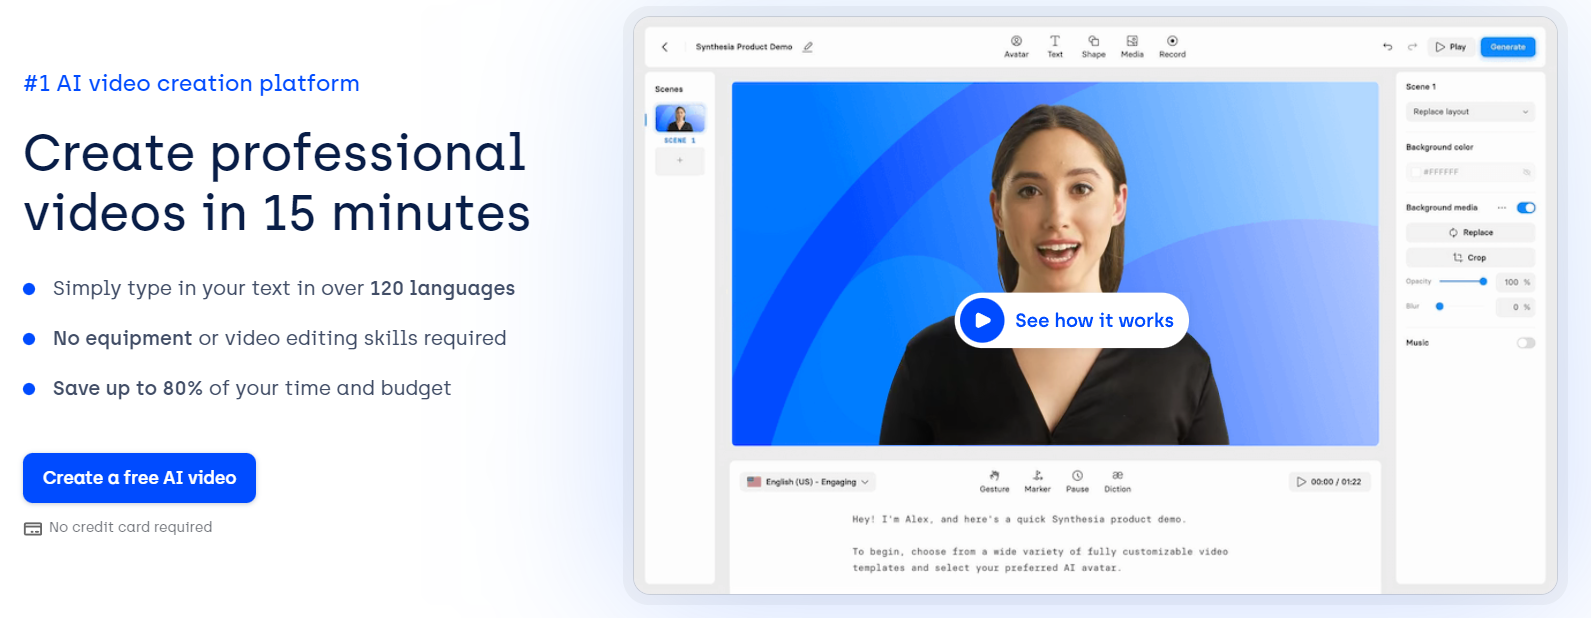 #1 AI video creation platform
Create professional
videos in 15 minutes
Simply type in your text in over 120 languages
No equipment or video editing skills required
Save up to 80% of your time and budget
Create a free AI video
No credit card required
Synthesia Product Demo
Avatar
Text
Shape
Media
Record
Play
Generate
Scenes
SCENE 1
+
See how it works
Scene 1
Replace layout
Background color
#FFFFFF
Background media
Replace
Crop
Opacity
100 %
Blur
0 %
Music
English (US) - Engaging
Gesture
Marker
Pause
æ
Diction
00:00 / 01:22
Hey! I'm Alex, and here's a quick Synthesia product demo.
To begin, choose from a wide variety of fully customizable video
templates and select your preferred AI avatar.